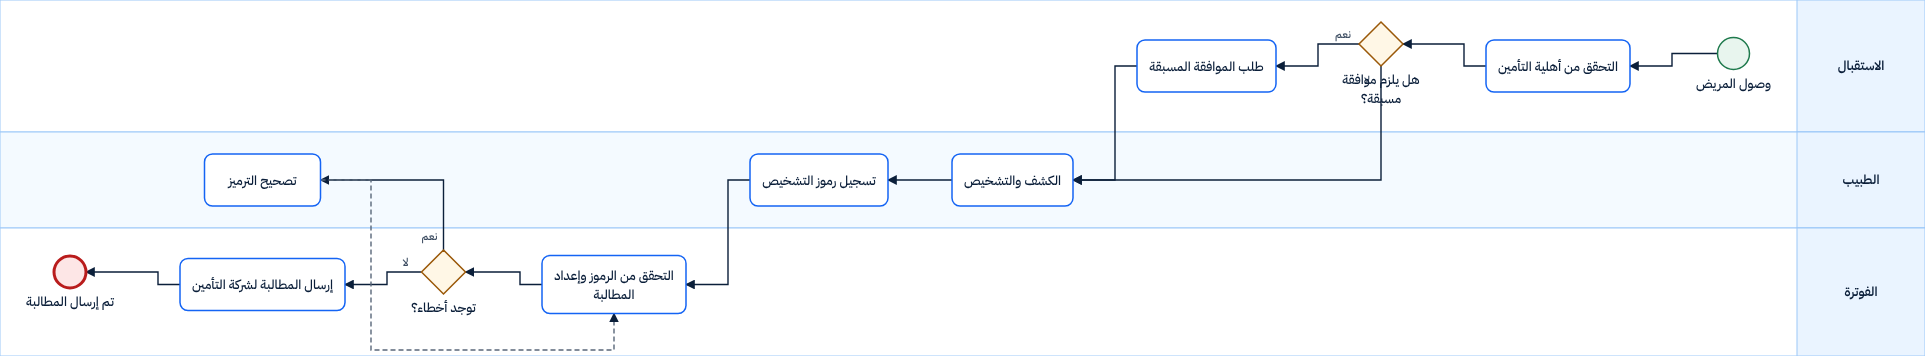 الاستقبال
وصول المريض
التحقق من أهلية التأمين
هل يلزم موافقة
مسبقة؟
نعم
لا
طلب الموافقة المسبقة
الطبيب
الكشف والتشخيص
تسجيل رموز التشخيص
تصحيح الترميز
الفوترة
التحقق من الرموز وإعداد
المطالبة
توجد أخطاء؟
نعم
لا
إرسال المطالبة لشركة التأمين
تم إرسال المطالبة